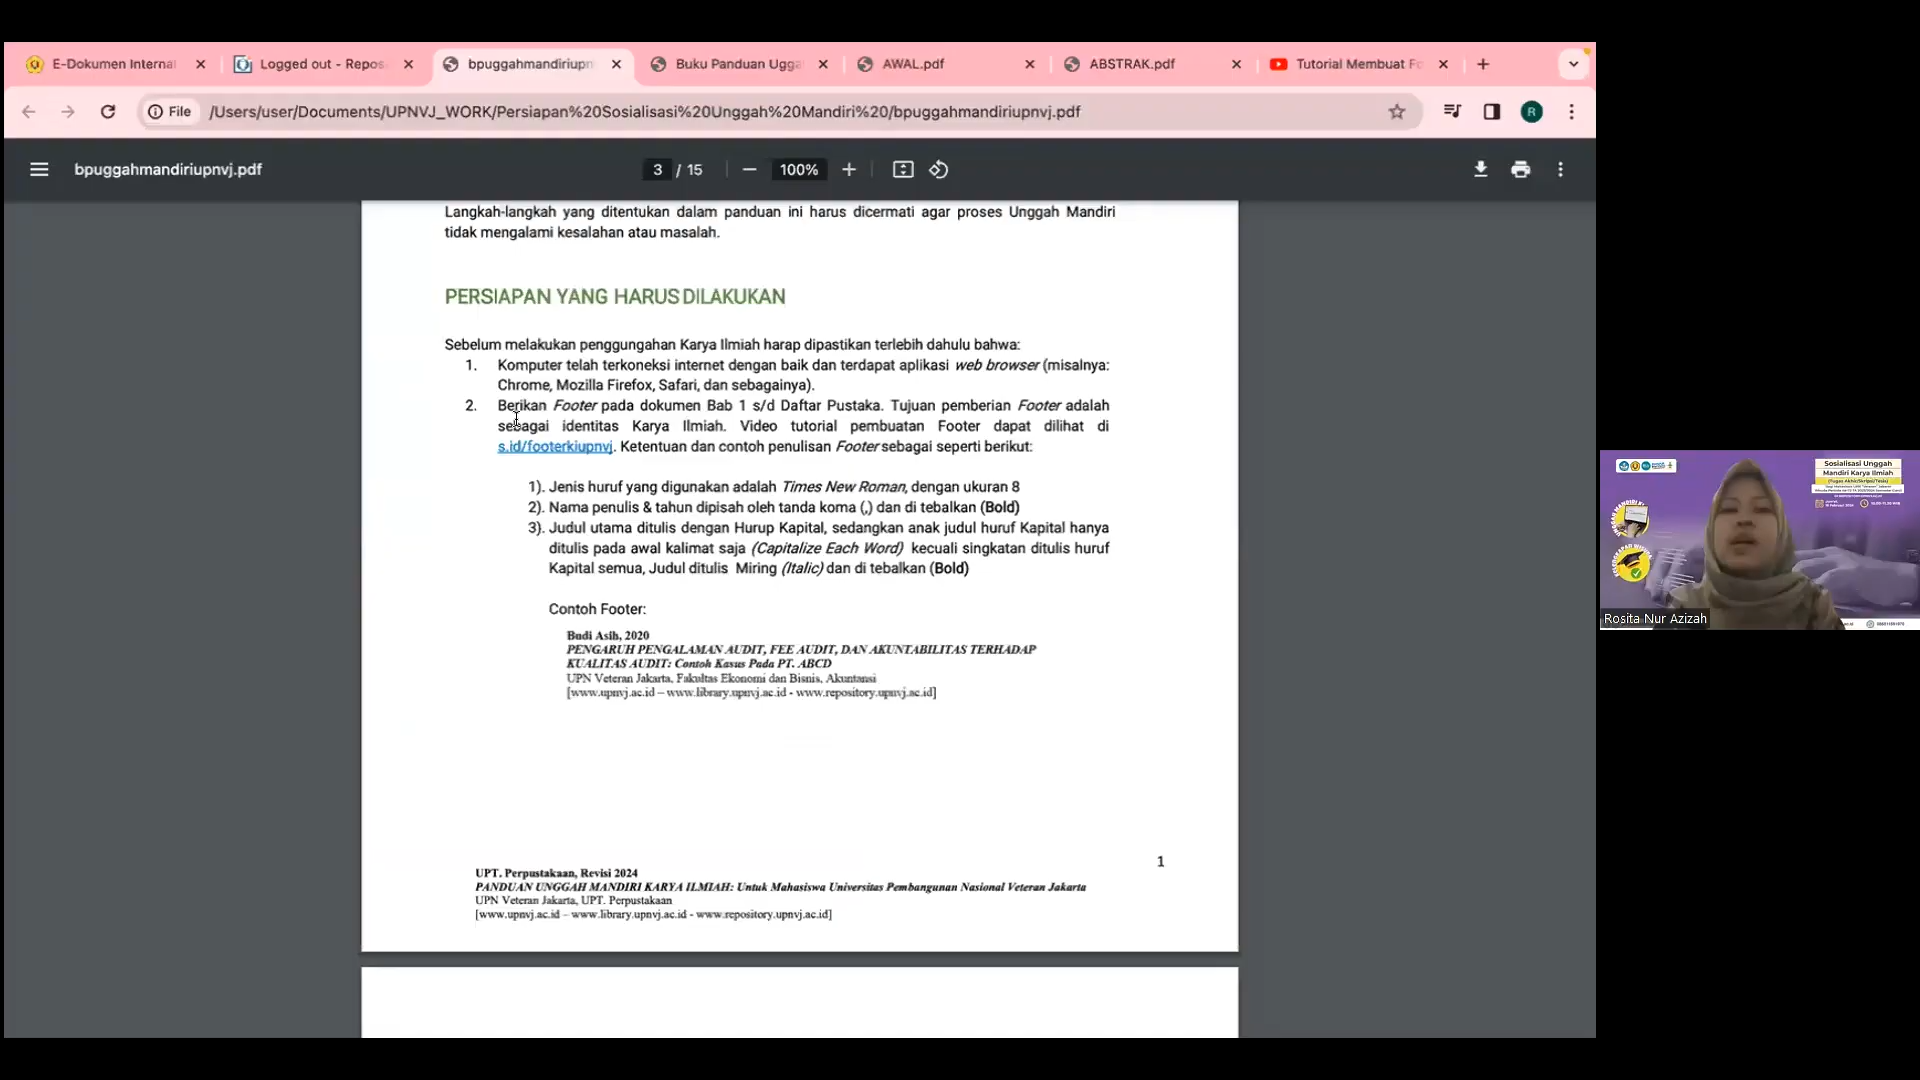 E-Dokumen Internal
Logged out - Repos
bpuggahmandiriupn
Buku Panduan Ugga
AWAL.pdf
ABSTRAK.pdf
Tutorial Membuat Fo
File
/Users/user/Documents/UPNVJ_WORK/Persiapan%20Sosialisasi%20Unggah%20Mandiri%20/bpuggahmandiriupnvj.pdf
R
bpuggahmandiriupnvj.pdf
3 / 15
100%
Langkah-langkah yang ditentukan dalam panduan ini harus dicermati agar proses Unggah Mandiri
tidak mengalami kesalahan atau masalah.
PERSIAPAN YANG HARUS DILAKUKAN
Sebelum melakukan penggungahan Karya Ilmiah harap dipastikan terlebih dahulu bahwa:
1. Komputer telah terkoneksi internet dengan baik dan terdapat aplikasi web browser (misalnya:
Chrome, Mozilla Firefox, Safari, dan sebagainya).
2. Berikan Footer pada dokumen Bab 1 s/d Daftar Pustaka. Tujuan pemberian Footer adalah
sebagai identitas Karya Ilmiah. Video tutorial pembuatan Footer dapat dilihat di
s.id/footerkiupnvj. Ketentuan dan contoh penulisan Footer sebagai seperti berikut:
1). Jenis huruf yang digunakan adalah Times New Roman, dengan ukuran 8
2). Nama penulis & tahun dipisah oleh tanda koma (,) dan di tebalkan (Bold)
3). Judul utama ditulis dengan Hurup Kapital, sedangkan anak judul huruf Kapital hanya
ditulis pada awal kalimat saja (Capitalize Each Word) kecuali singkatan ditulis huruf
Kapital semua, Judul ditulis Miring (Italic) dan di tebalkan (Bold)
Contoh Footer:
Budi Asih, 2020
PENGARUH PENGALAMAN AUDIT, FEE AUDIT, DAN AKUNTABILITAS TERHADAP
KUALITAS AUDIT: Contoh Kasus Pada PT. ABCD
UPN Veteran Jakarta, Fakultas Ekonomi dan Bisnis, Akuntansi
[www.upnvj.ac.id – www.library.upnvj.ac.id - www.repository.upnvj.ac.id]
1
UPT. Perpustakaan, Revisi 2024
PANDUAN UNGGAH MANDIRI KARYA ILMIAH: Untuk Mahasiswa Universitas Pembangunan Nasional Veteran Jakarta
UPN Veteran Jakarta, UPT. Perpustakaan
[www.upnvj.ac.id – www.library.upnvj.ac.id - www.repository.upnvj.ac.id]
Sosialisasi Unggah
Mandiri Karya Ilmiah
(Tugas Akhir/Skripsi/Tesis)
Rosita Nur Azizah